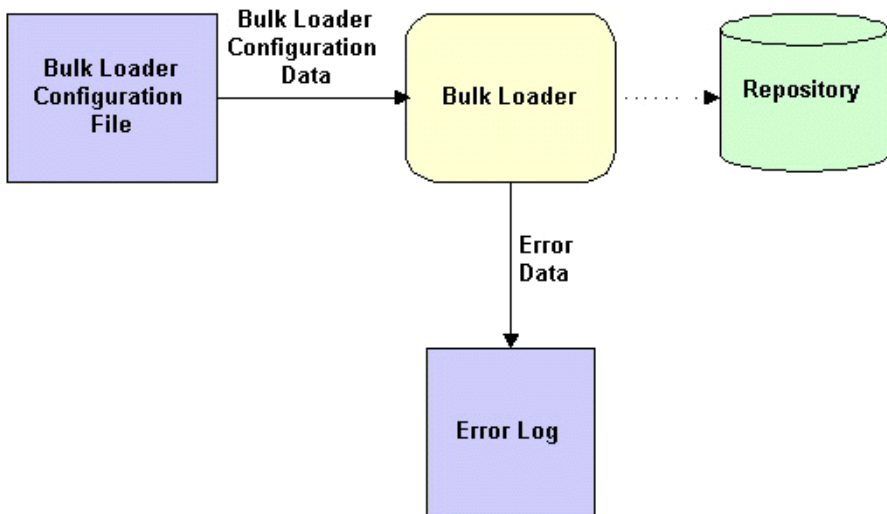 Bulk Loader
Configuration
File
Bulk Loader
Configuration
Data
Bulk Loader
Repository
Error
Data
Error Log